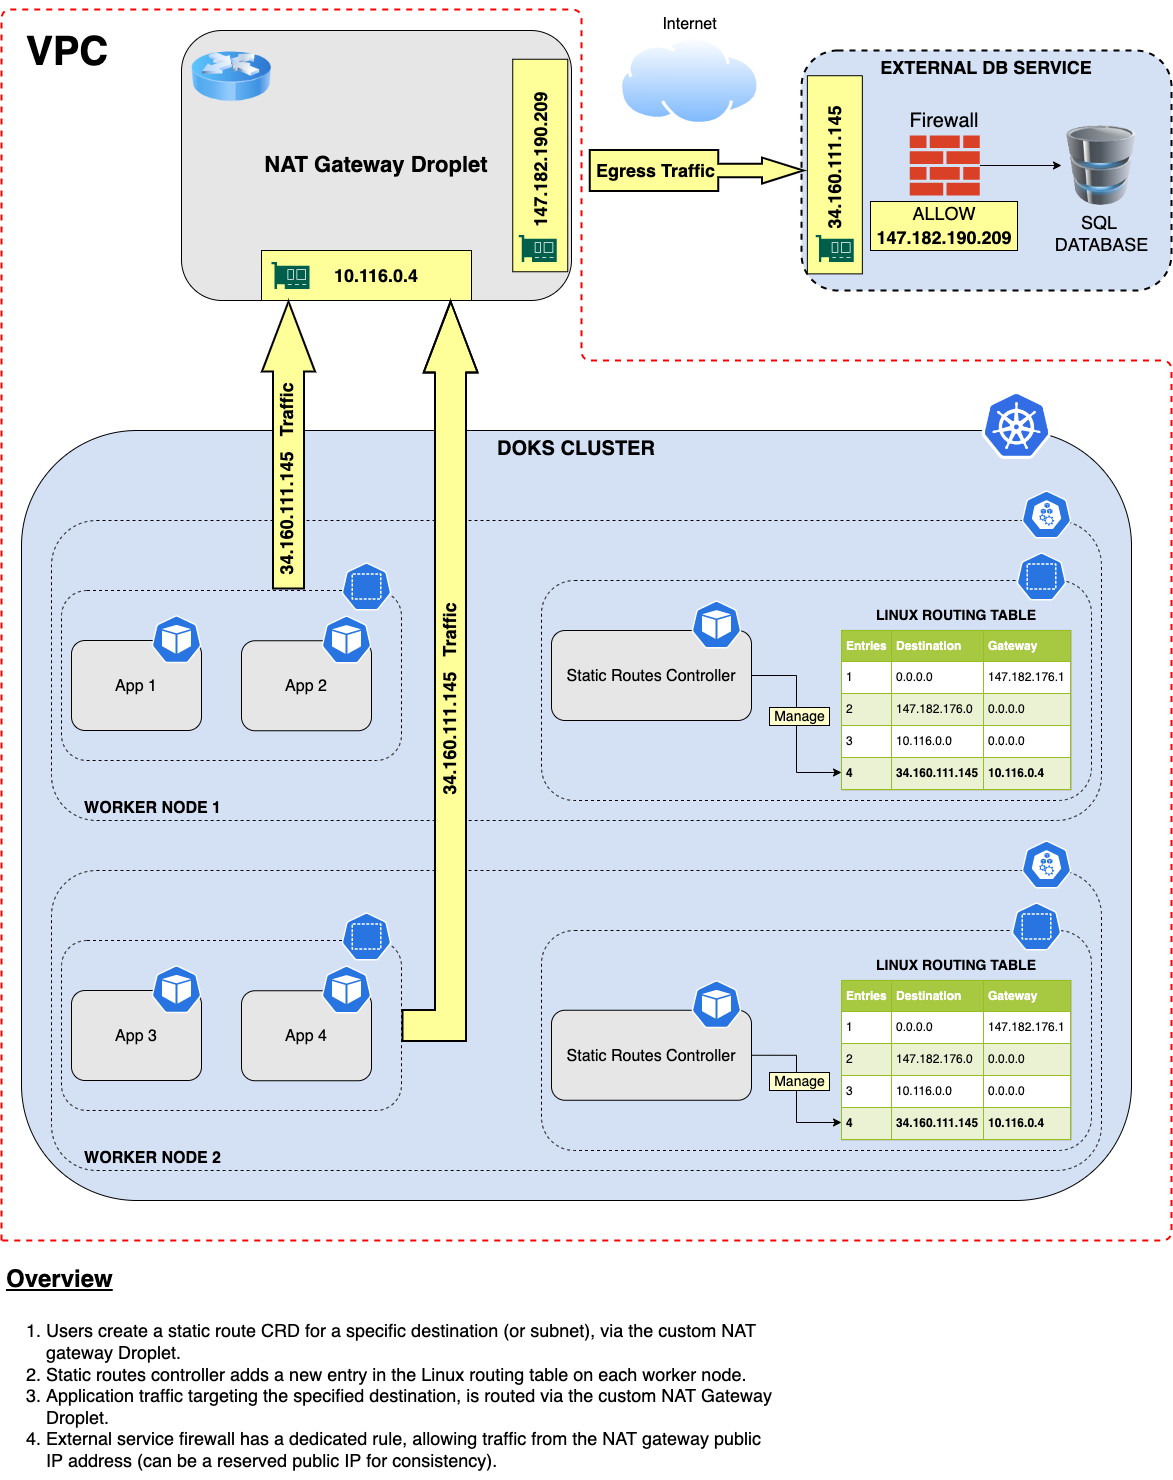 VPC
NAT Gateway Droplet
147.182.190.209
10.116.0.4
Internet
Egress Traffic
EXTERNAL DB SERVICE
34.160.111.145
Firewall
ALLOW
147.182.190.209
SQL
DATABASE
34.160.111.145 Traffic
34.160.111.145 Traffic
DOKS CLUSTER
App 1
App 2
WORKER NODE 1
Static Routes Controller
Manage
LINUX ROUTING TABLE
Entries Destination Gateway
1 0.0.0.0 147.182.176.1
2 147.182.176.0 0.0.0.0
3 10.116.0.0 0.0.0.0
4 34.160.111.145 10.116.0.4
App 3
App 4
WORKER NODE 2
Static Routes Controller
Manage
LINUX ROUTING TABLE
Entries Destination Gateway
1 0.0.0.0 147.182.176.1
2 147.182.176.0 0.0.0.0
3 10.116.0.0 0.0.0.0
4 34.160.111.145 10.116.0.4
Overview
1. Users create a static route CRD for a specific destination (or subnet), via the custom NAT
gateway Droplet.
2. Static routes controller adds a new entry in the Linux routing table on each worker node.
3. Application traffic targeting the specified destination, is routed via the custom NAT Gateway
Droplet.
4. External service firewall has a dedicated rule, allowing traffic from the NAT gateway public
IP address (can be a reserved public IP for consistency).